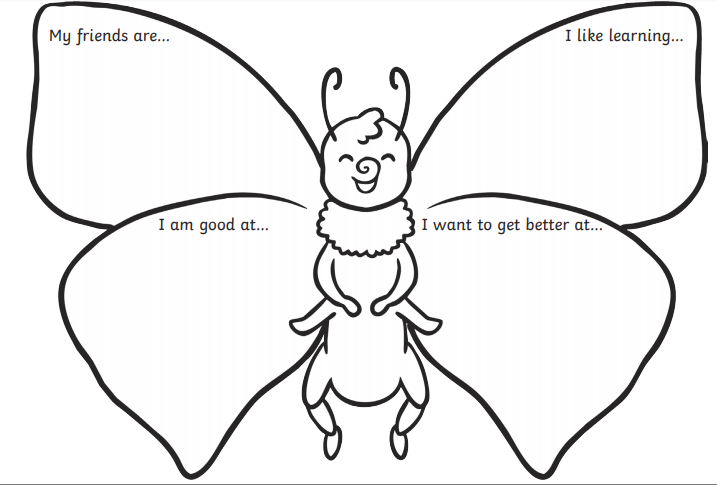 My friends are...
I like learning...
I am good at...
I want to get better at...